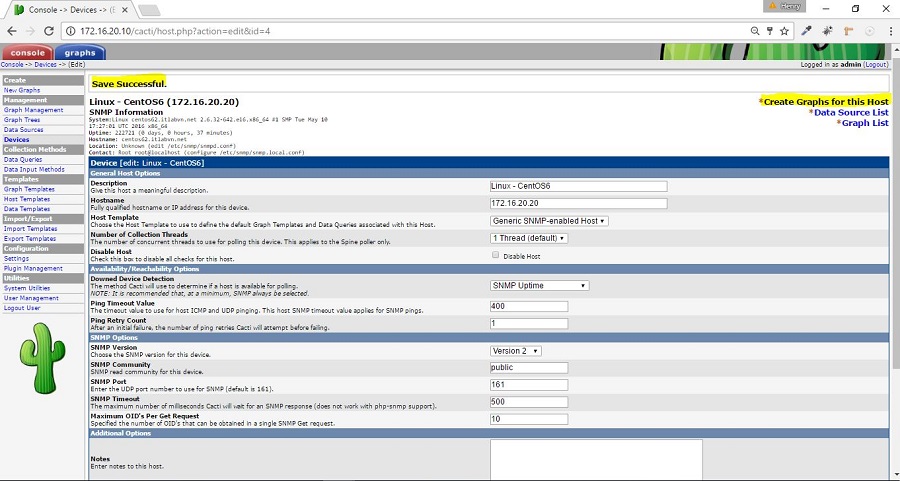 Console -> Devices -> (E
Henry
172.16.20.10/cacti/host.php?action=edit&id=4
console
graphs
Console -> Devices -> (Edit)
Logged in as admin (Logout)
Create
New Graphs
Management
Graph Management
Graph Trees
Data Sources
Devices
Collection Methods
Data Queries
Data Input Methods
Templates
Graph Templates
Host Templates
Data Templates
Import/Export
Import Templates
Export Templates
Configuration
Settings
Plugin Management
Utilities
System Utilities
User Management
Logout User
Save Successful.
Linux - CentOS6 (172.16.20.20)
SNMP Information
System:Linux centos62.itlabvn.net 2.6.32-642.el6.x86_64 #1 SMP Tue May 10
17:27:01 UTC 2016 x86_64
Uptime: 222721 (0 days, 0 hours, 37 minutes)
Hostname: centos62.itlabvn.net
Location: Unknown (edit /etc/snmp/snmpd.conf)
Contact: Root root@localhost (configure /etc/snmp/snmp.local.conf)
*Create Graphs for this Host
*Data Source List
*Graph List
Device [edit: Linux - CentOS6]
General Host Options
Description
Give this host a meaningful description.
Linux - CentOS6
Hostname
Fully qualified hostname or IP address for this device.
172.16.20.20
Host Template
Choose the Host Template to use to define the default Graph Templates and Data Queries associated with this Host.
Generic SNMP-enabled Host
Number of Collection Threads
The number of concurrent threads to use for polling this device. This applies to the Spine poller only.
1 Thread (default)
Disable Host
Check this box to disable all checks for this host.
Disable Host
Availability/Reachability Options
Downed Device Detection
The method Cacti will use to determine if a host is available for polling.
NOTE: It is recommended that, at a minimum, SNMP always be selected.
SNMP Uptime
Ping Timeout Value
The timeout value to use for host ICMP and UDP pinging. This host SNMP timeout value applies for SNMP pings.
400
Ping Retry Count
After an initial failure, the number of ping retries Cacti will attempt before failing.
1
SNMP Options
SNMP Version
Choose the SNMP version for this device.
Version 2
SNMP Community
SNMP read community for this device.
public
SNMP Port
Enter the UDP port number to use for SNMP (default is 161).
161
SNMP Timeout
The maximum number of milliseconds Cacti will wait for an SNMP response (does not work with php-snmp support).
500
Maximum OID's Per Get Request
Specified the number of OID's that can be obtained in a single SNMP Get request.
10
Additional Options
Notes
Enter notes to this host.